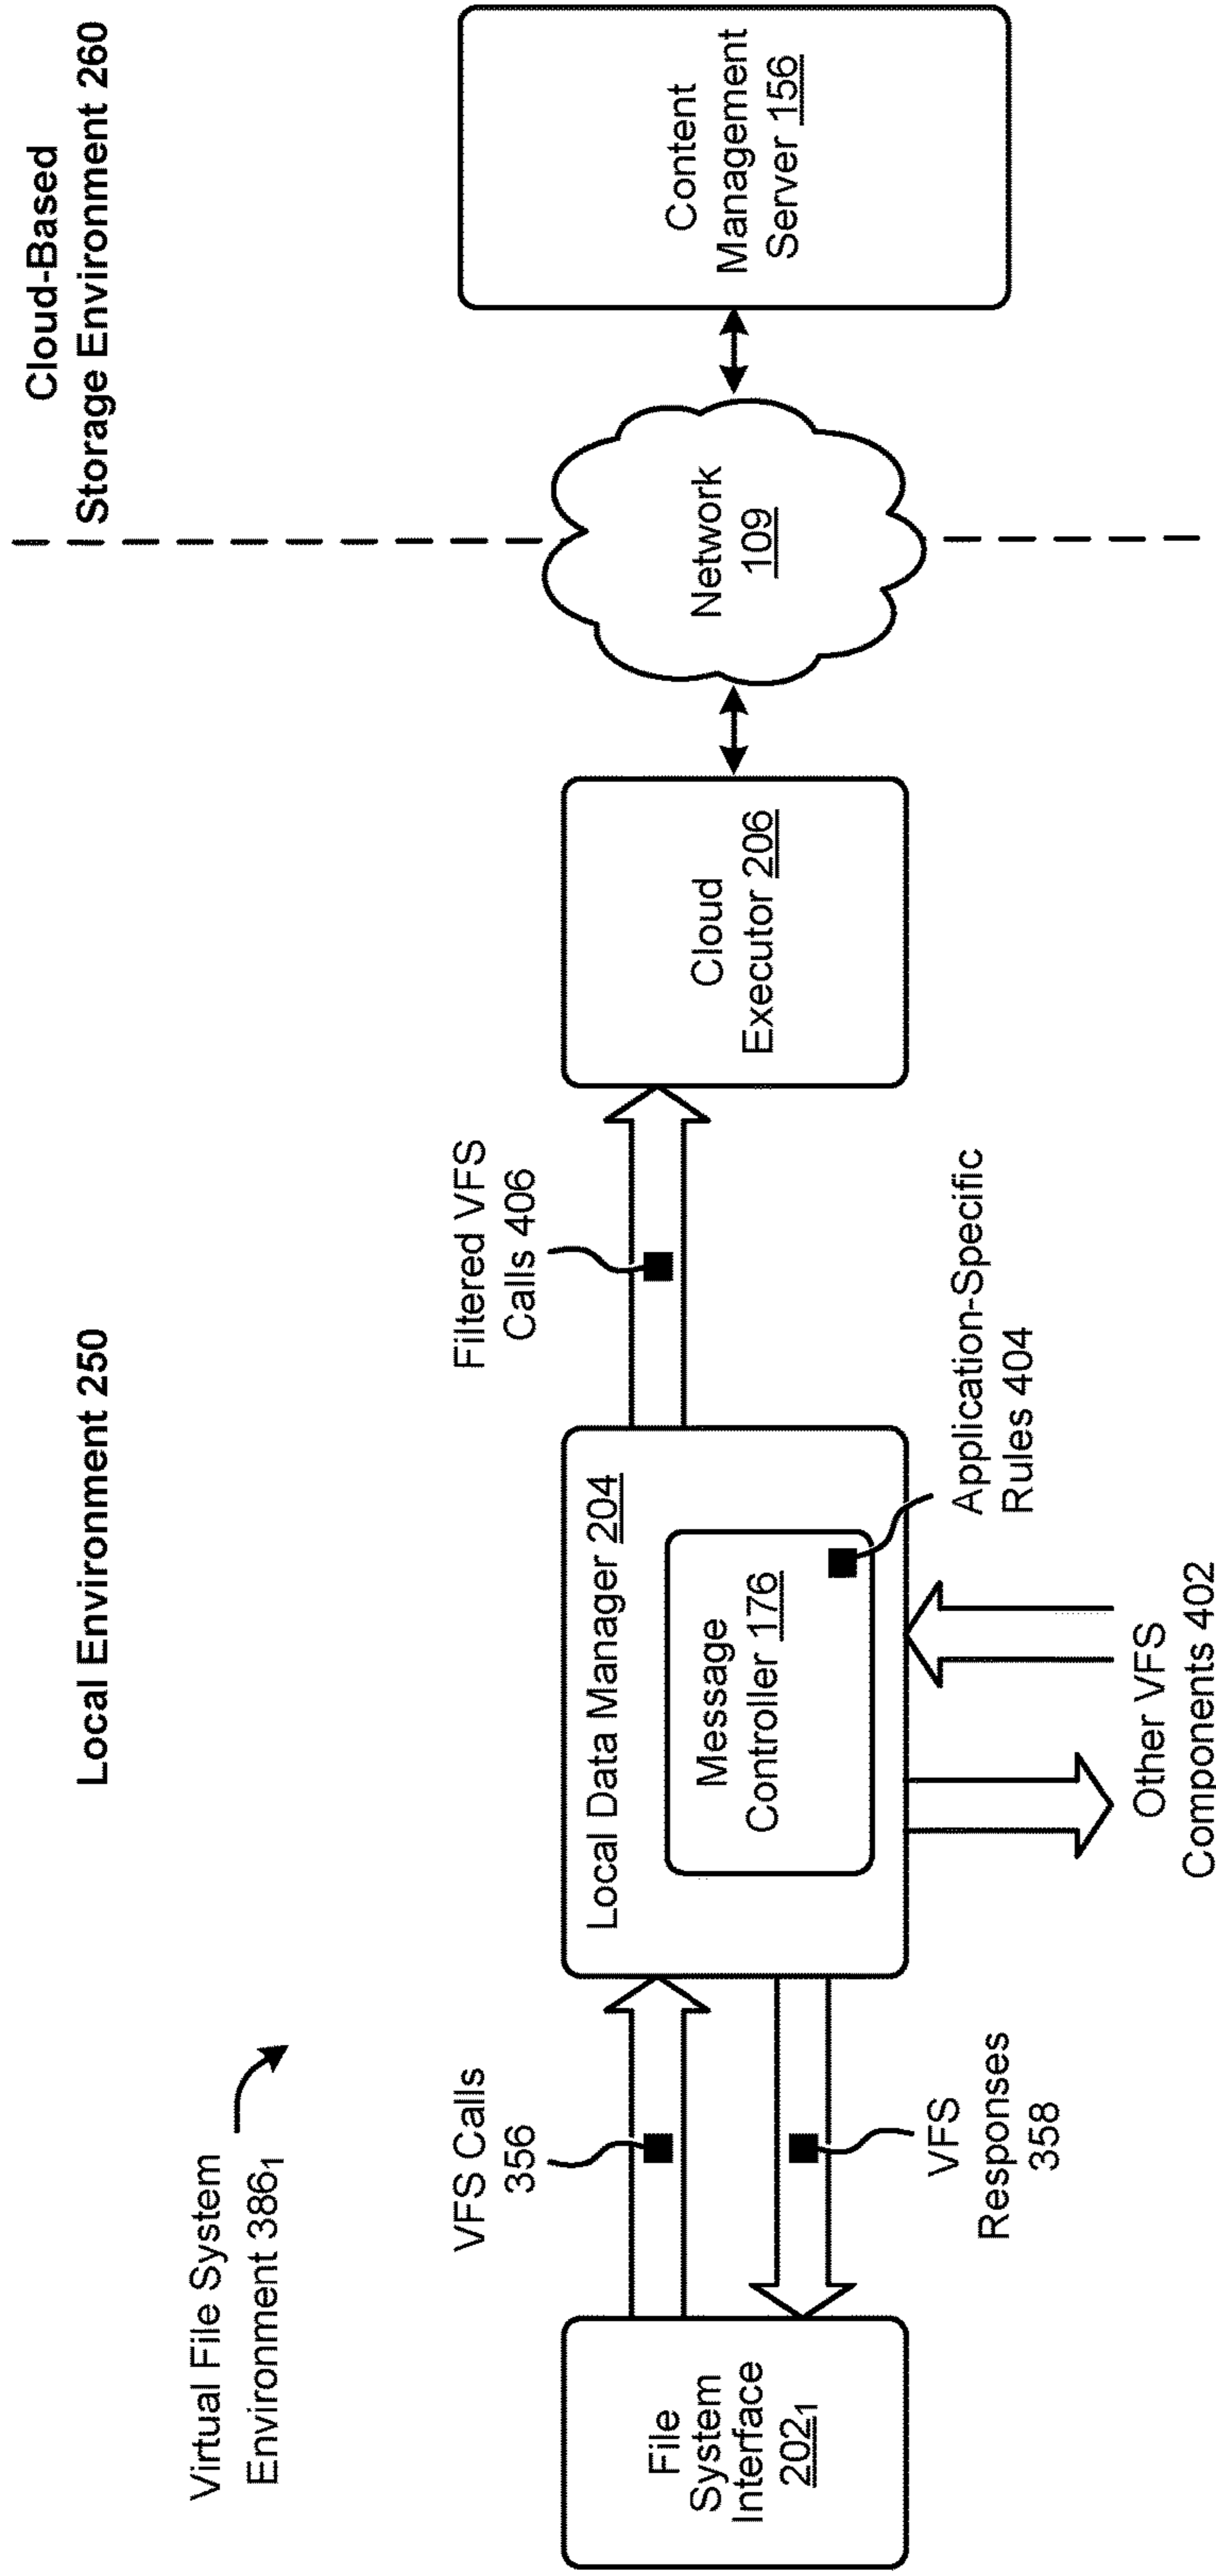 Local Environment 250
Cloud-Based
Storage Environment 260
Virtual File System
Environment 386₁
VFS Calls
356
Filtered VFS
Calls 406
File
System
Interface
202₁
Local Data Manager 204
Message
Controller 176
Cloud
Executor 206
Network
109
Content
Management
Server 156
VFS
Responses
358
Other VFS
Components 402
Application-Specific
Rules 404